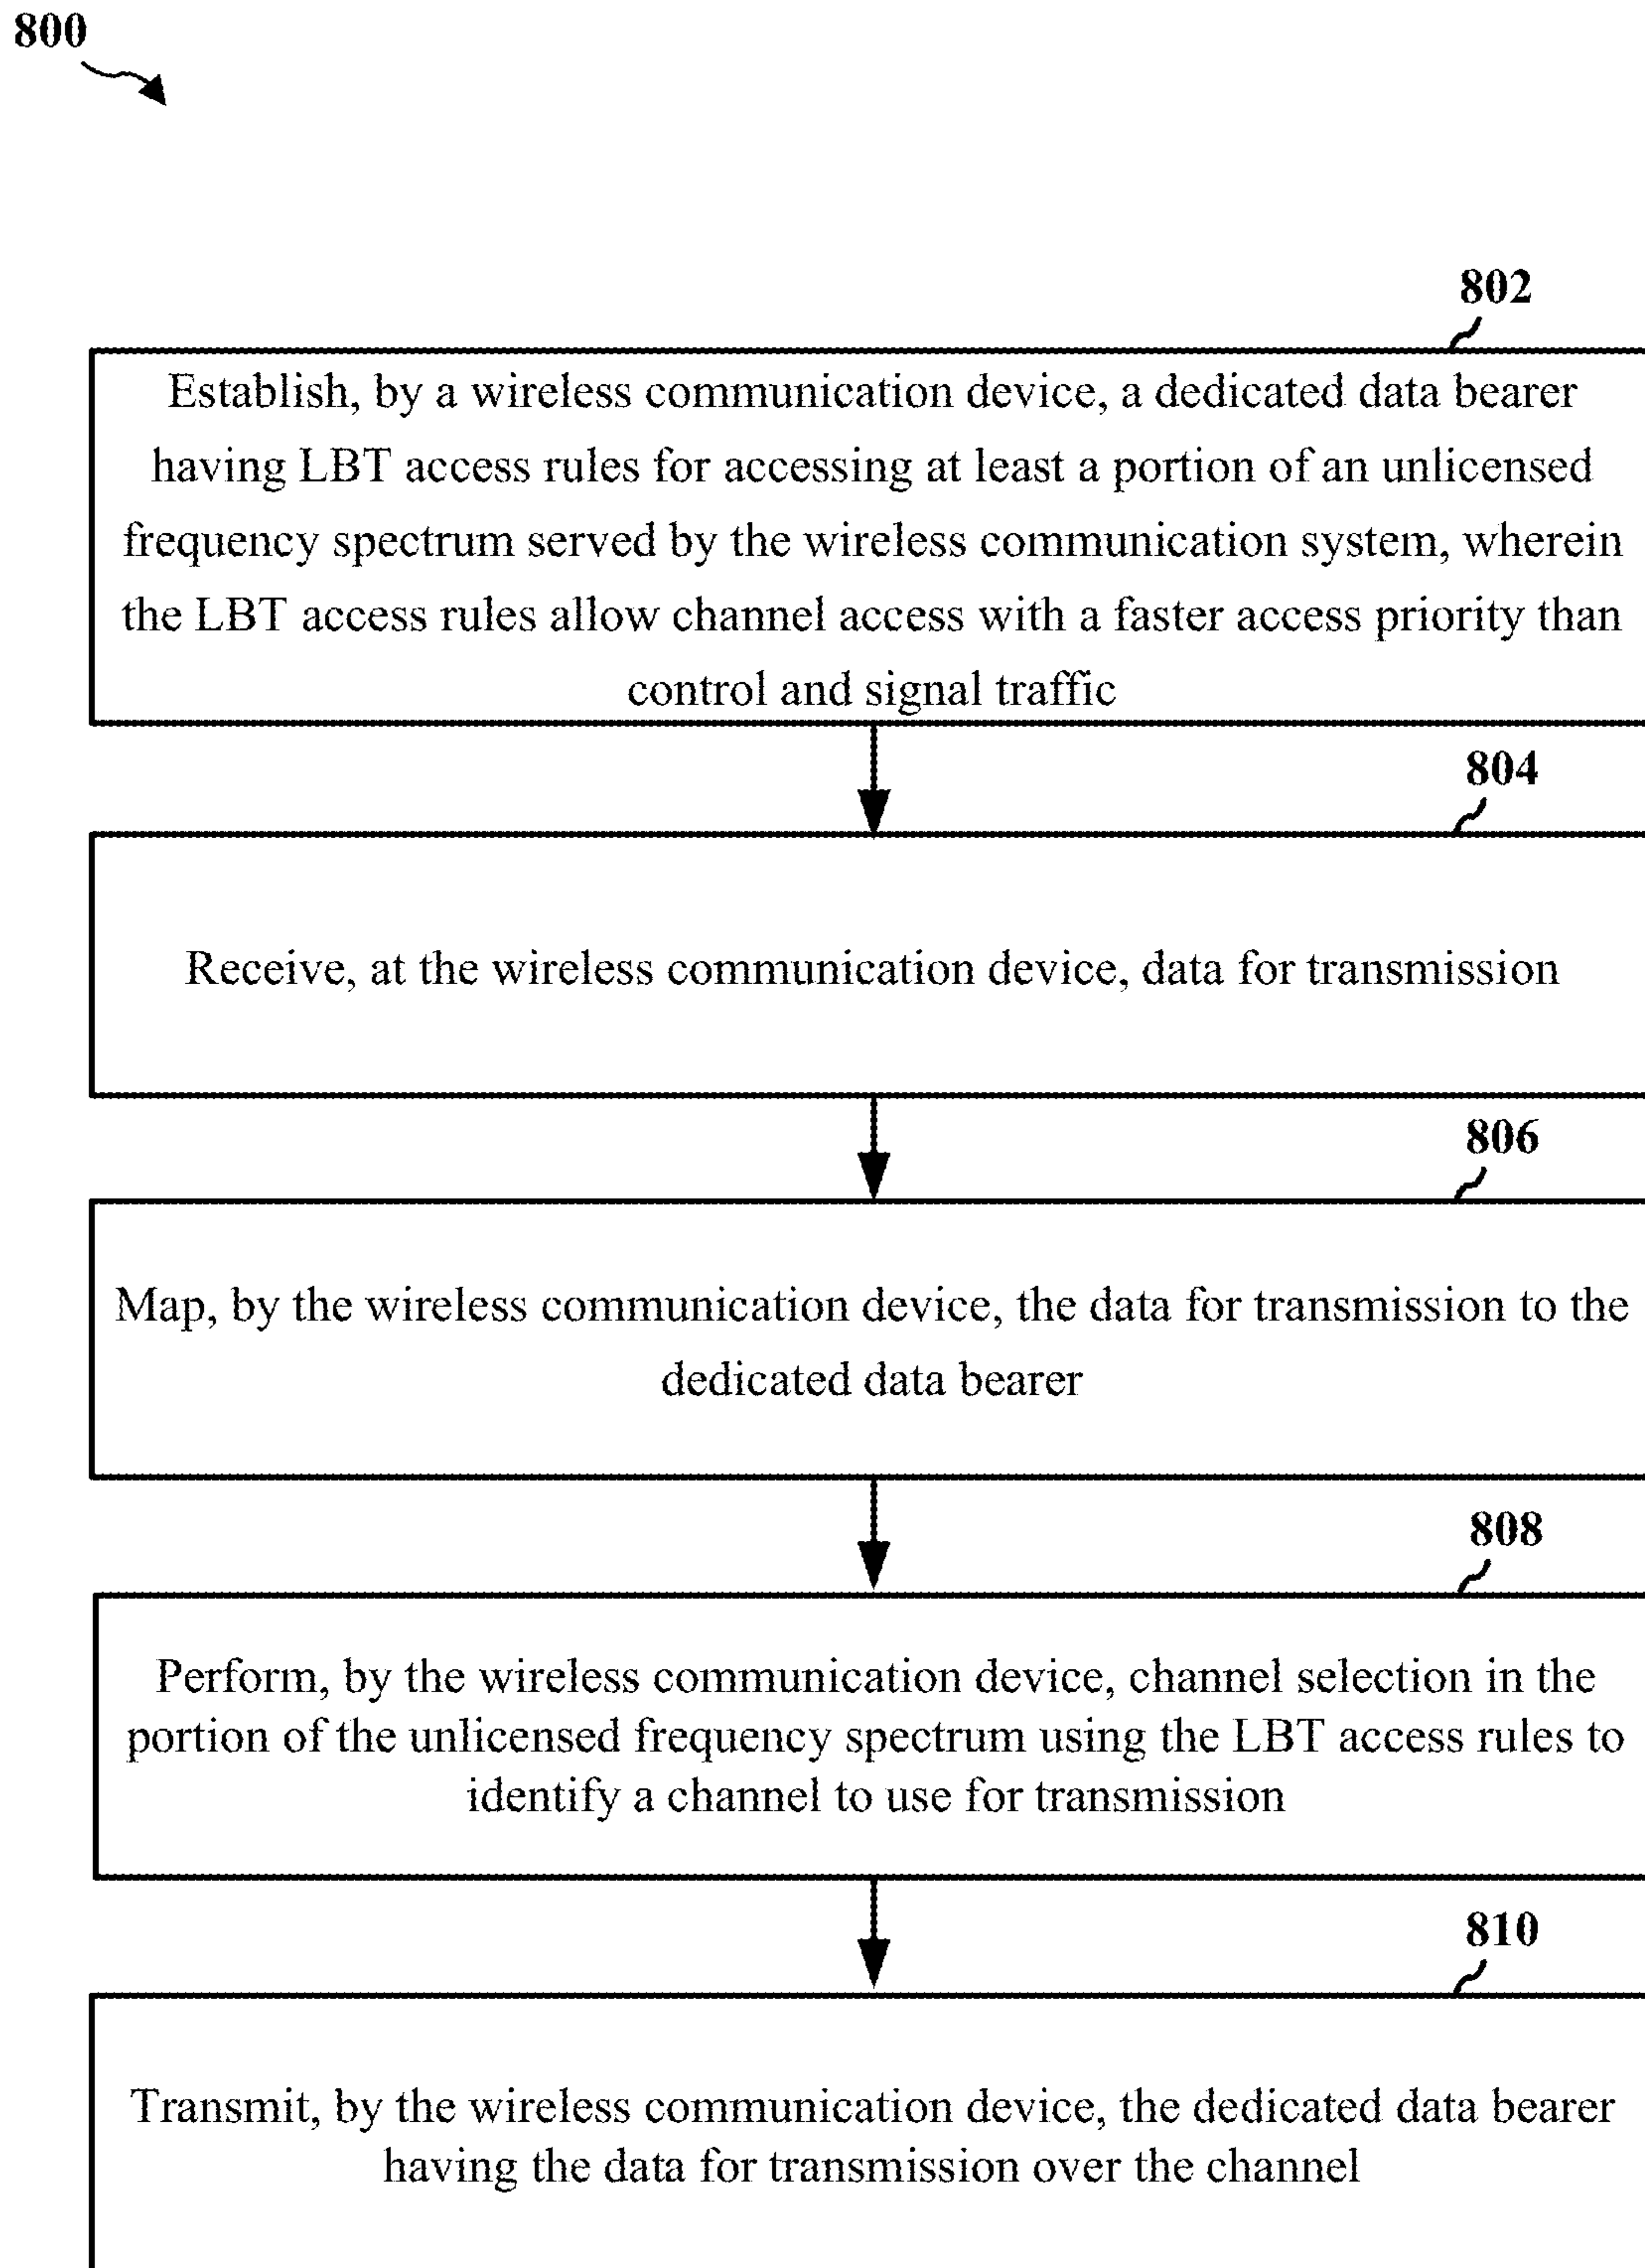 800
802
Establish, by a wireless communication device, a dedicated data bearer
having LBT access rules for accessing at least a portion of an unlicensed
frequency spectrum served by the wireless communication system, wherein
the LBT access rules allow channel access with a faster access priority than
control and signal traffic
804
Receive, at the wireless communication device, data for transmission
806
Map, by the wireless communication device, the data for transmission to the
dedicated data bearer
808
Perform, by the wireless communication device, channel selection in the
portion of the unlicensed frequency spectrum using the LBT access rules to
identify a channel to use for transmission
810
Transmit, by the wireless communication device, the dedicated data bearer
having the data for transmission over the channel